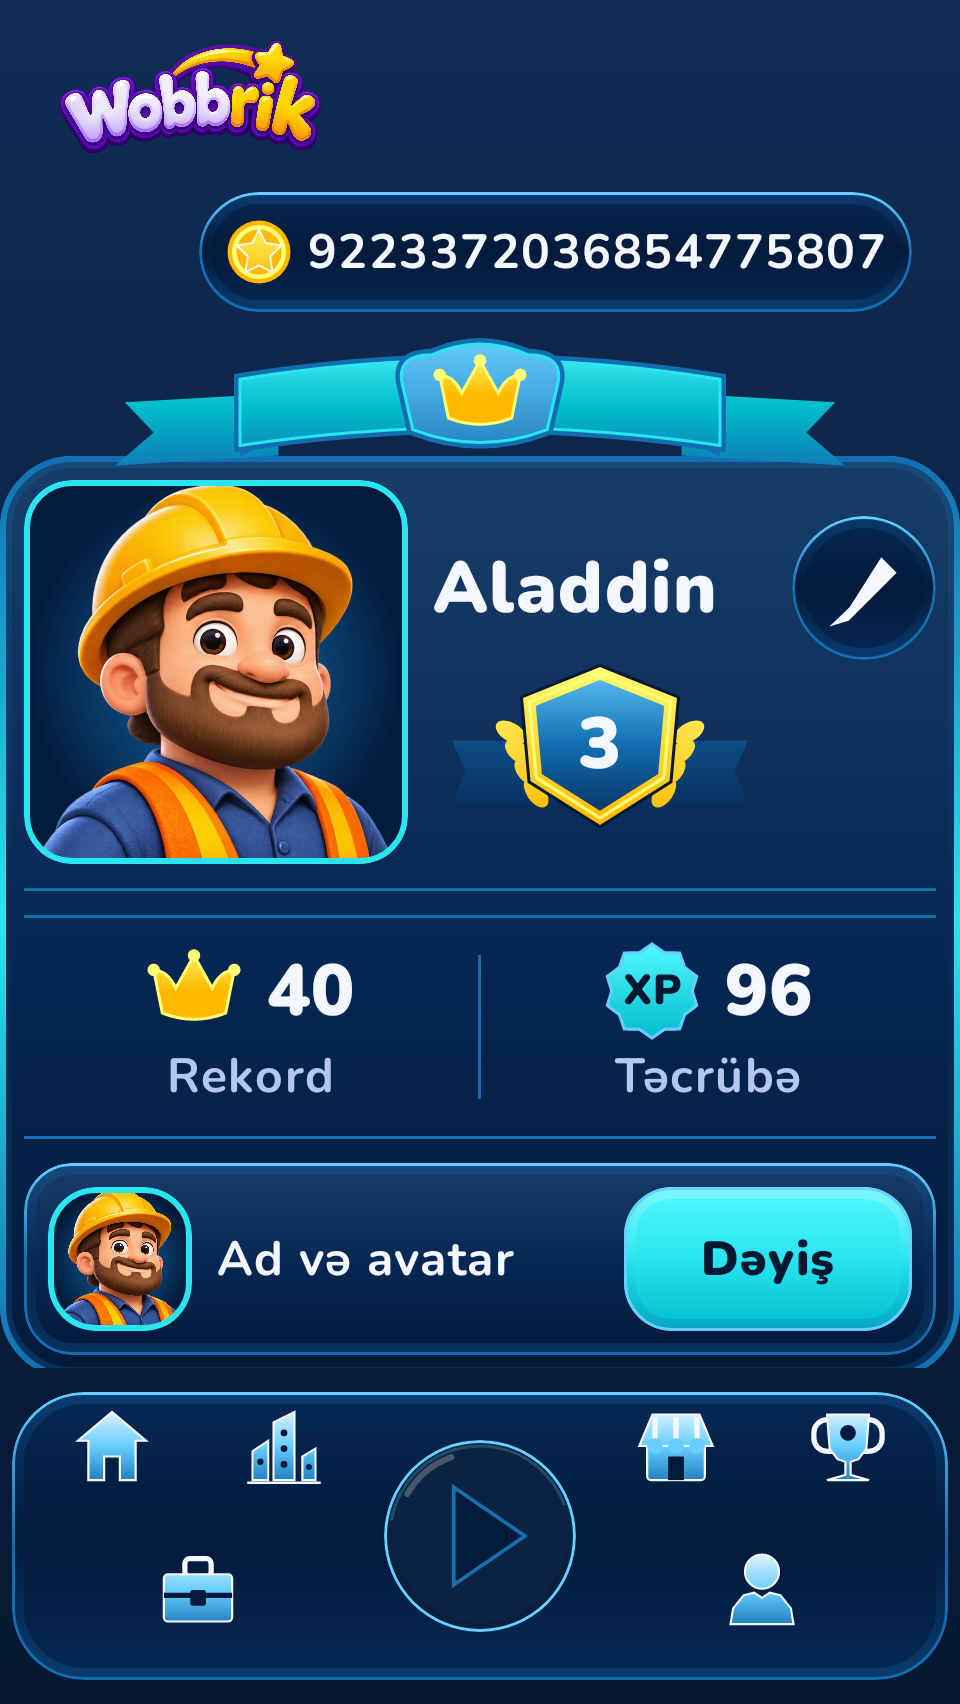 Wobbrik
9223372036854775807
Aladdin
3
40
Rekord
XP 96
Təcrübə
Ad və avatar
Dəyiş